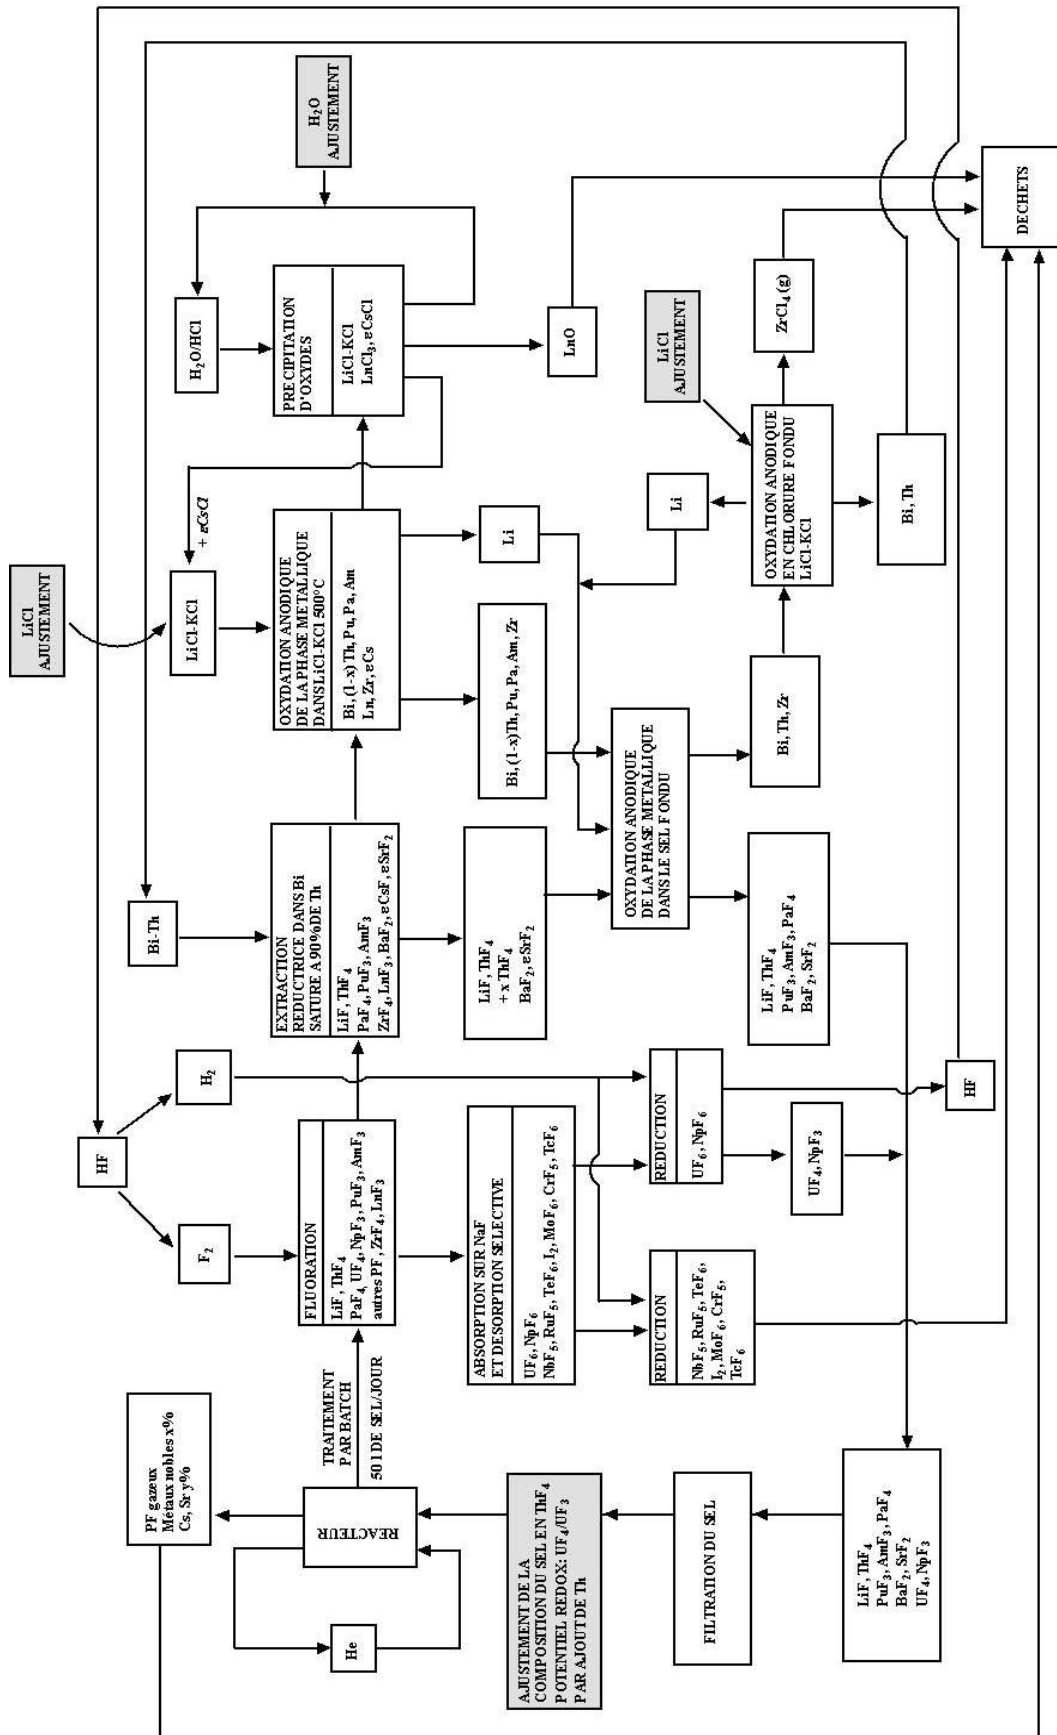 PF gazeux
Métaux nobles x%
Cs, Sr y%
He
REACTEUR
TRAITEMENT
PAR BATCH
50 l DE SEL/JOUR
AJUSTEMENT DE LA
COMPOSITION DU SEL EN ThF4
POTENTIEL REDOX: UF4/UF3
PAR AJOUT DE Th
FILTRATION DU SEL
LiF, ThF4
PuF3, AmF3, PaF4
BaF2, SrF2
UF4, NpF3
HF
F2
H2
FLUORATION
LiF, ThF4
PaF4, UF4, NpF3, PuF3, AmF3
autres PF, ZrF4, LnF3
ABSORPTION SUR NaF
ET DESORPTION SELECTIVE
UF6, NpF6
NbF5, RuF5, TeF6, I2, MoF6, CrF5, TcF6
REDUCTION
NbF5, RuF5, TeF6,
I2, MoF6, CrF5,
TcF6
REDUCTION
UF6, NpF6
UF4, NpF3
HF
Bi-Th
EXTRACTION
REDUCTRICE DANS Bi
SATURE A 90% DE Th
LiF, ThF4
PaF4, PuF3, AmF3
ZrF4, LnF3, BaF2, εCsF, εSrF2
LiF, ThF4
+ x ThF4
BaF2, εSrF2
OXYDATION ANODIQUE
DE LA PHASE METALLIQUE
DANS LE SEL FONDU
LiF, ThF4
PuF3, AmF3, PaF4
BaF2, SrF2
LiCl
AJUSTEMENT
LiCl-KCl
+ εCsCl
OXYDATION ANODIQUE
DE LA PHASE METALLIQUE
DANS LiCl-KCl 500°C
Bi, (1-x) Th, Pu, Pa, Am
Ln, Zr, εCs
Bi, (1-x)Th, Pu, Pa, Am, Zr
Li
Bi, Th, Zr
H2O/HCl
H2O
AJUSTEMENT
PRECIPITATION
D'OXYDES
LiCl-KCl
LnCl3, εCsCl
LnO
LiCl
AJUSTEMENT
Li
OXYDATION ANODIQUE
EN CHLORURE FONDU
LiCl-KCl
ZrCl4 (g)
Bi, Th
DECHETS